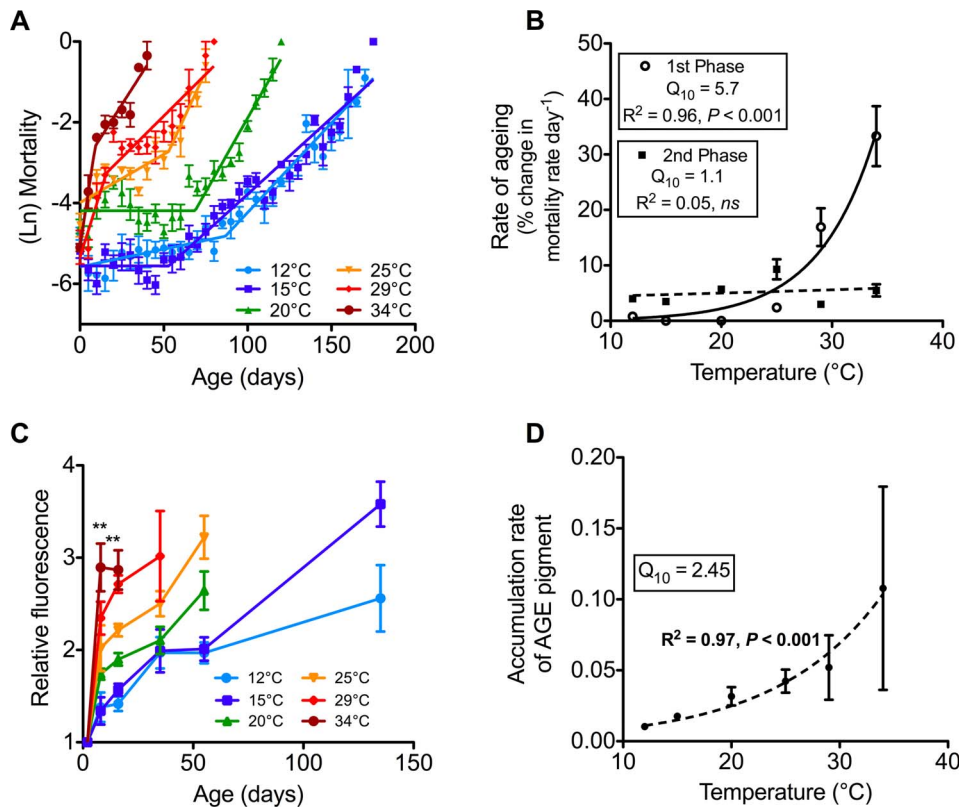 A
(Ln) Mortality
0
-2
-4
-6
0
50
100
150
200
Age (days)
12°C
15°C
20°C
25°C
29°C
34°C
B
Rate of ageing
(% change in
mortality rate day⁻¹)
50
40
30
20
10
0
10
20
30
40
Temperature (°C)
1st Phase
Q₁₀ = 5.7
R² = 0.96, P < 0.001
2nd Phase
Q₁₀ = 1.1
R² = 0.05, ns
C
Relative fluorescence
4
3
2
1
0
50
100
150
Age (days)
**
**
12°C
15°C
20°C
25°C
29°C
34°C
D
Accumulation rate
of AGE pigment
0.20
0.15
0.10
0.05
0.00
10
20
30
40
Temperature (°C)
Q₁₀ = 2.45
R² = 0.97, P < 0.001